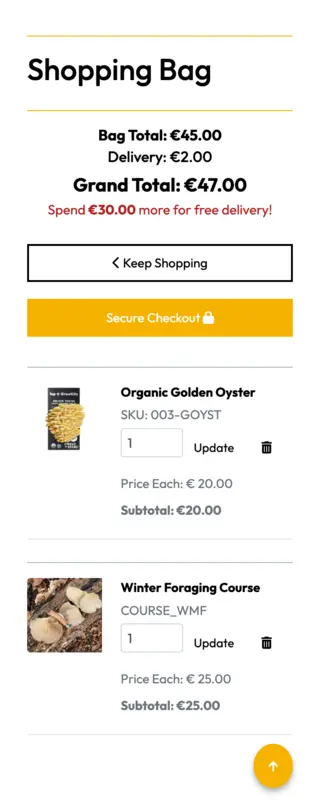 Shopping Bag
Bag Total: €45.00
Delivery: €2.00
Grand Total: €47.00
Spend €30.00 more for free delivery!
Keep Shopping
Secure Checkout
Organic Golden Oyster
SKU: 003-GOYST
1 Update
Price Each: € 20.00
Subtotal: €20.00
Winter Foraging Course
COURSE_WMF
1 Update
Price Each: € 25.00
Subtotal: €25.00